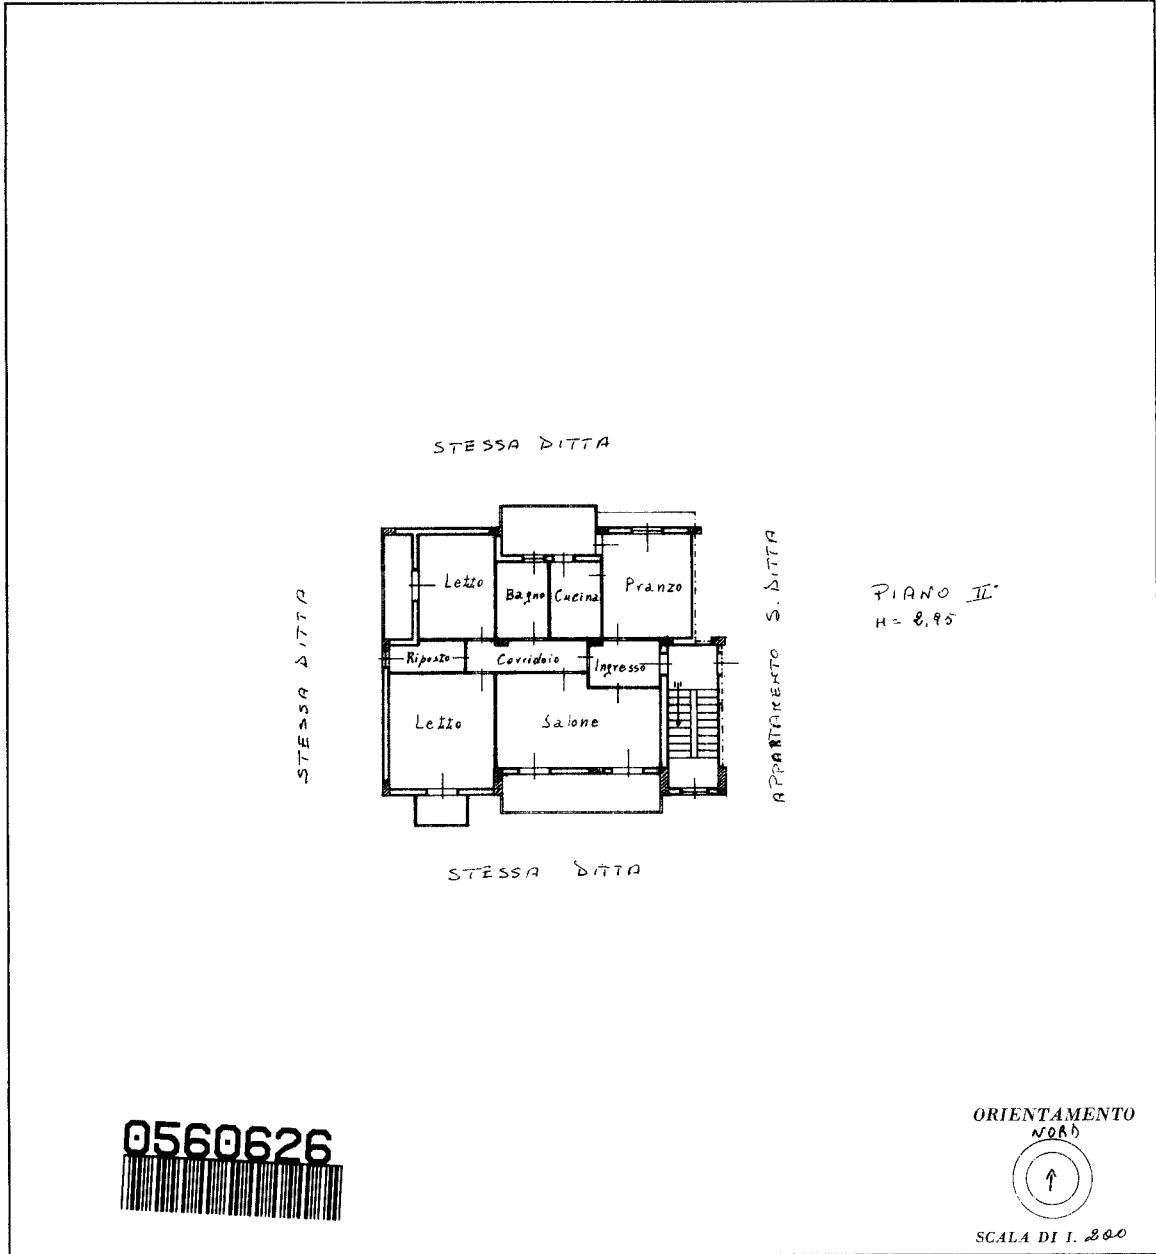 STESSA DITTA
STESSA DITTA
APPARTAMENTO S. DITTA
PIANO II°
H = 2,95
Letto
Bagno
Cucina
Pranzo
Riposto
Corridoio
Ingresso
Letto
Salone
STESSA DITTA
0560626
ORIENTAMENTO
NORD
SCALA DI 1. 200